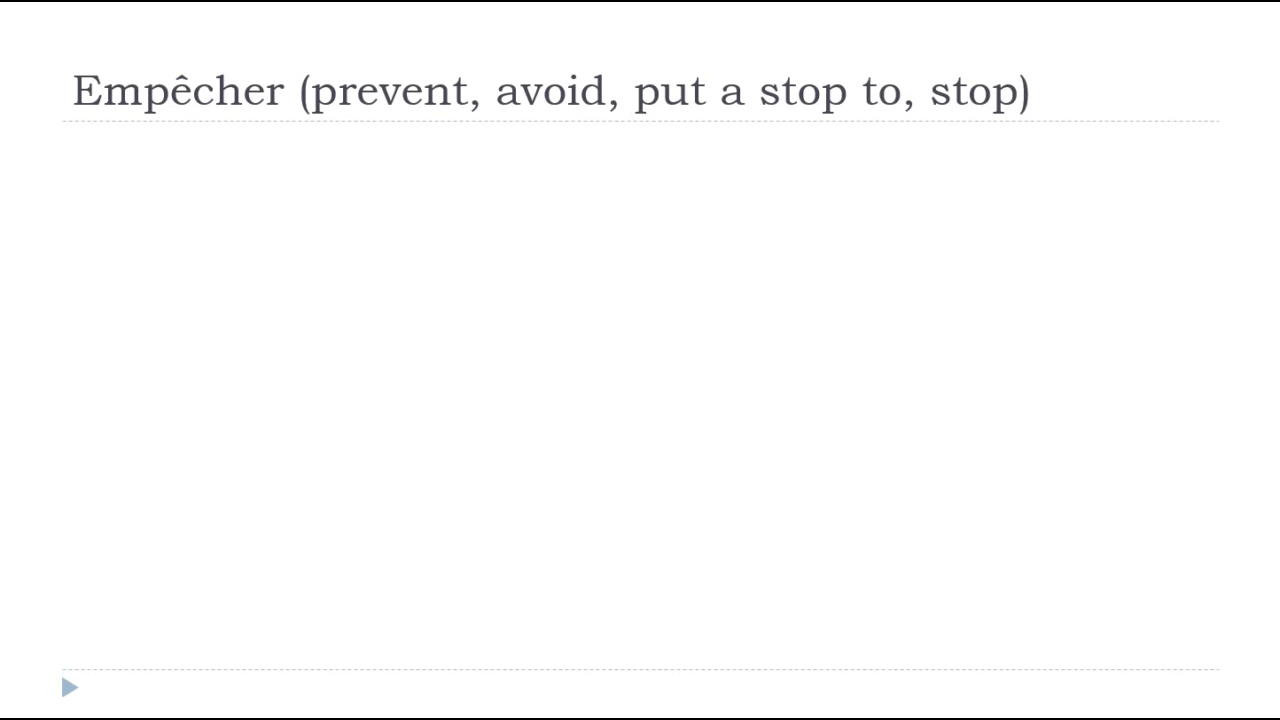 Empêcher (prevent, avoid, put a stop to, stop)